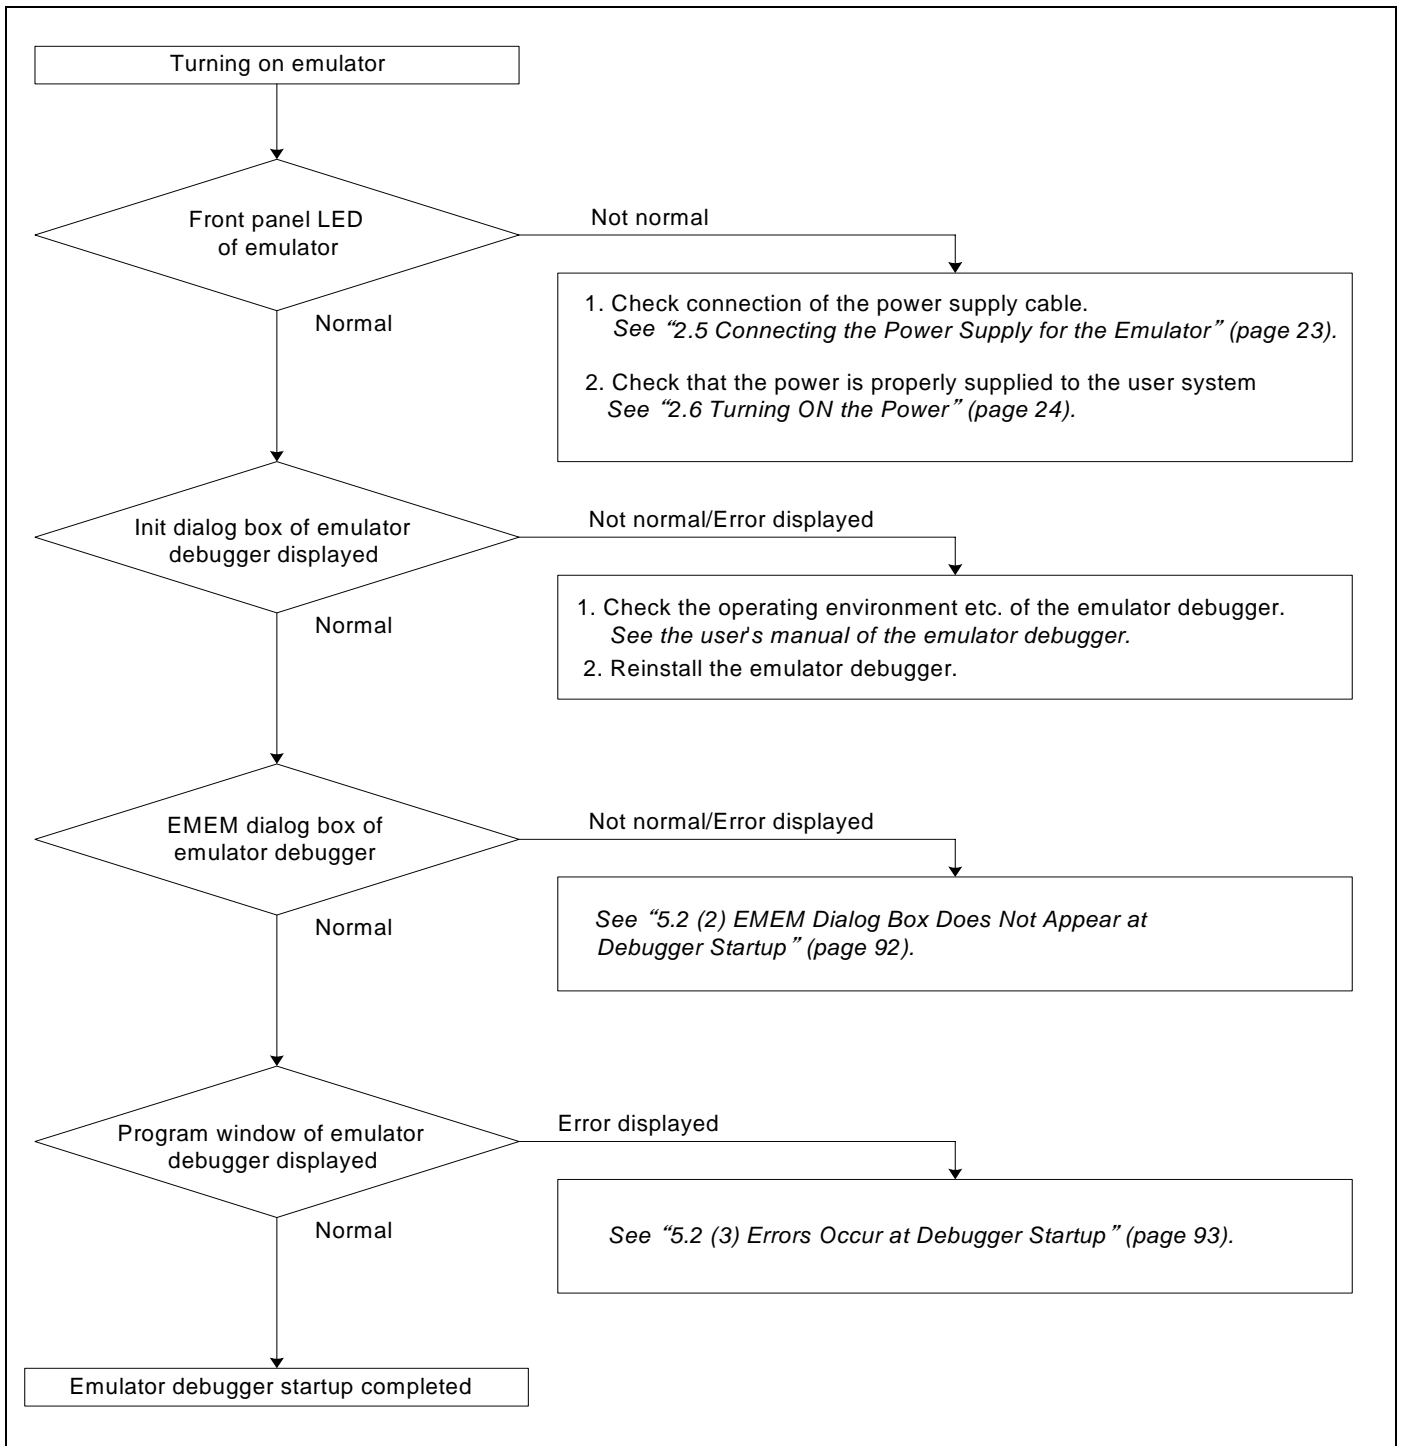 Turning on emulator
Front panel LED
of emulator
Not normal
Normal
1. Check connection of the power supply cable.
See “2.5 Connecting the Power Supply for the Emulator” (page 23).
2. Check that the power is properly supplied to the user system
See “2.6 Turning ON the Power” (page 24).
Init dialog box of emulator
debugger displayed
Not normal/Error displayed
Normal
1. Check the operating environment etc. of the emulator debugger.
See the user's manual of the emulator debugger.
2. Reinstall the emulator debugger.
EMEM dialog box of
emulator debugger
Not normal/Error displayed
Normal
See “5.2 (2) EMEM Dialog Box Does Not Appear at
Debugger Startup” (page 92).
Program window of emulator
debugger displayed
Error displayed
Normal
See “5.2 (3) Errors Occur at Debugger Startup” (page 93).
Emulator debugger startup completed